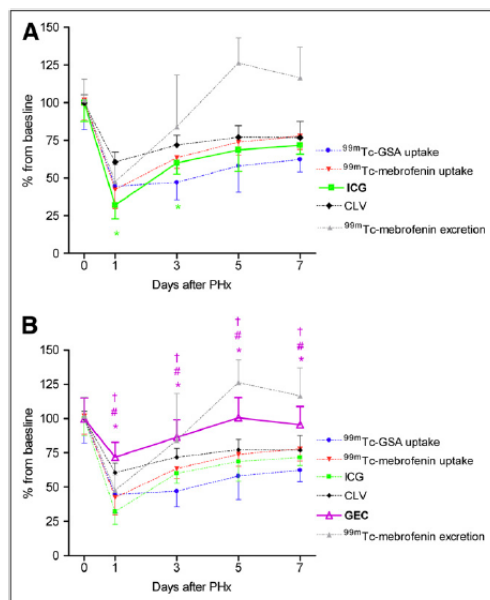 A
150
125
100
75
50
25
0
% from baesline
*
*
0 1 3 5 7
Days after PHx
99mTc-GSA uptake
99mTc-mebrofenin uptake
ICG
CLV
99mTc-mebrofenin excretion
B
150
125
100
75
50
25
0
% from baesline
† † † †
# # # #
* * * *
0 1 3 5 7
Days after PHx
99mTc-GSA uptake
99mTc-mebrofenin uptake
ICG
CLV
GEC
99mTc-mebrofenin excretion